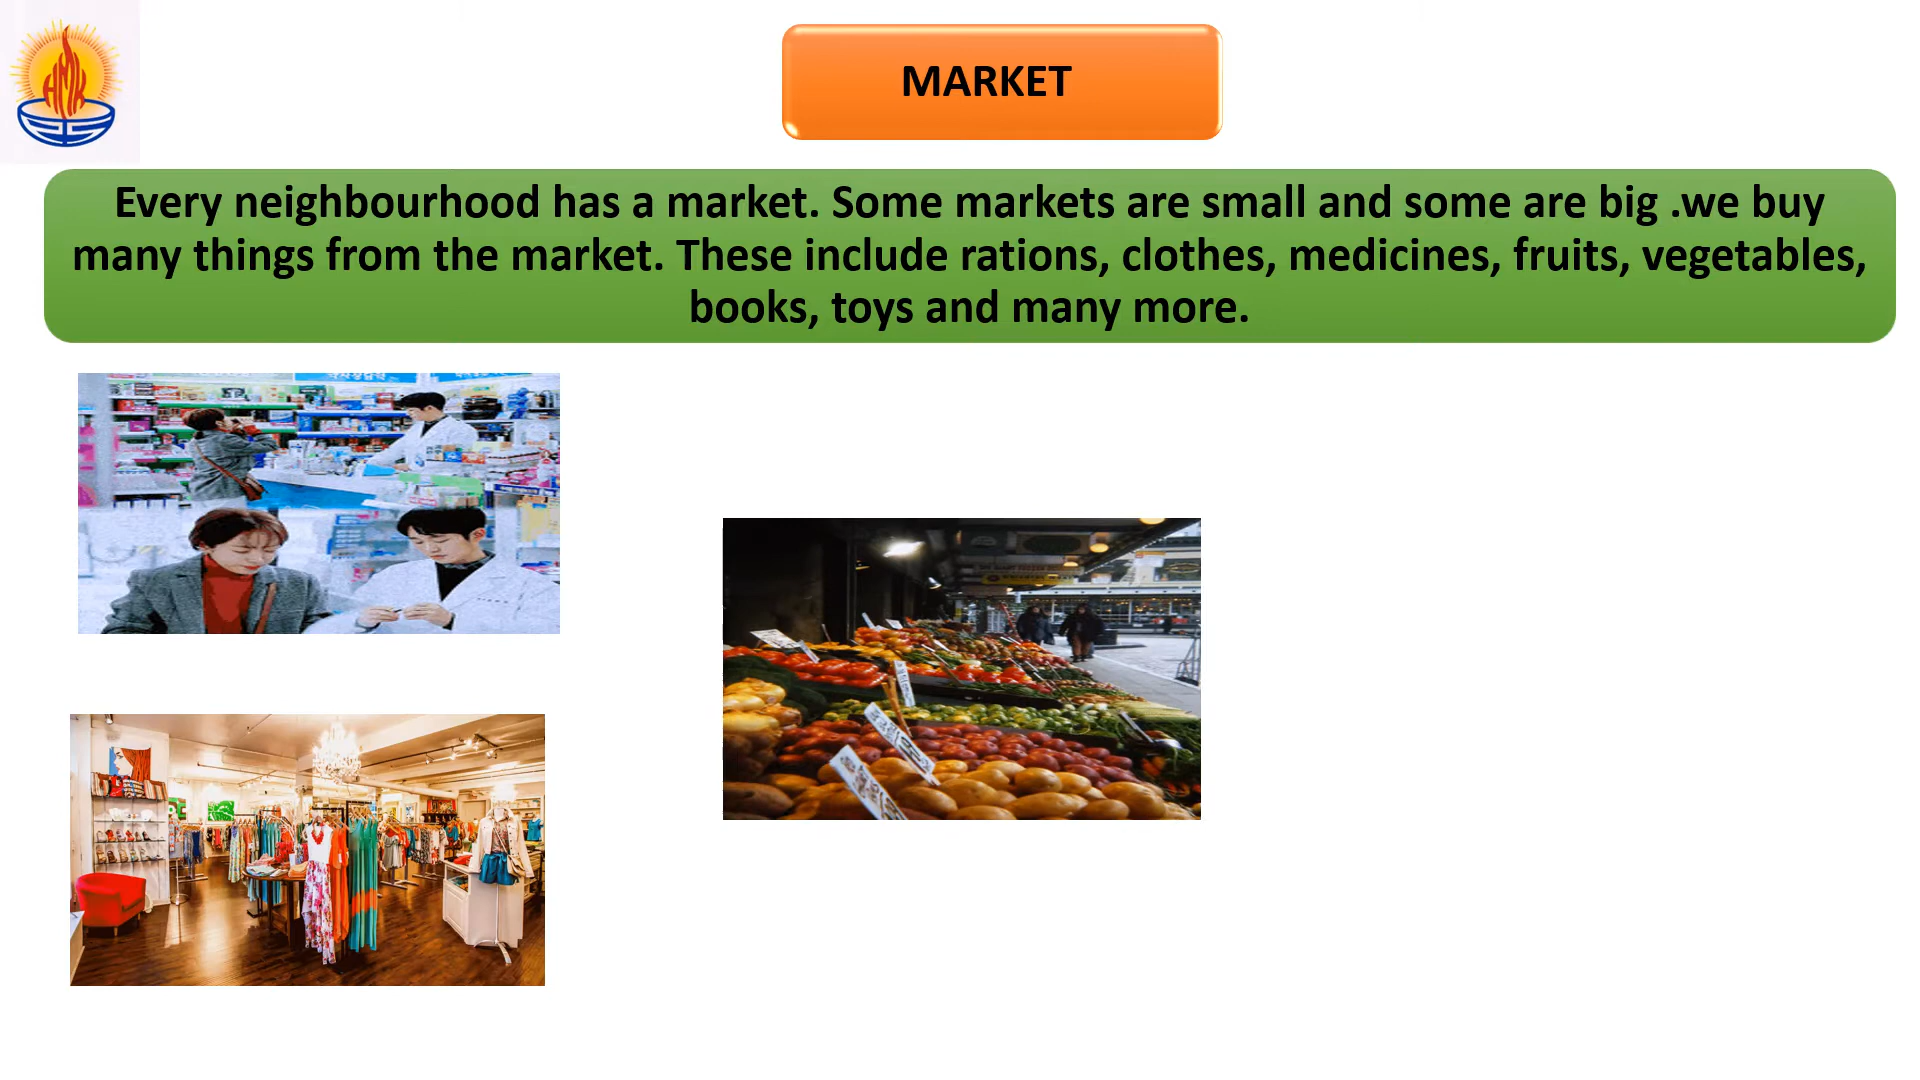 HMK
MARKET
Every neighbourhood has a market. Some markets are small and some are big .we buy
many things from the market. These include rations, clothes, medicines, fruits, vegetables,
books, toys and many more.